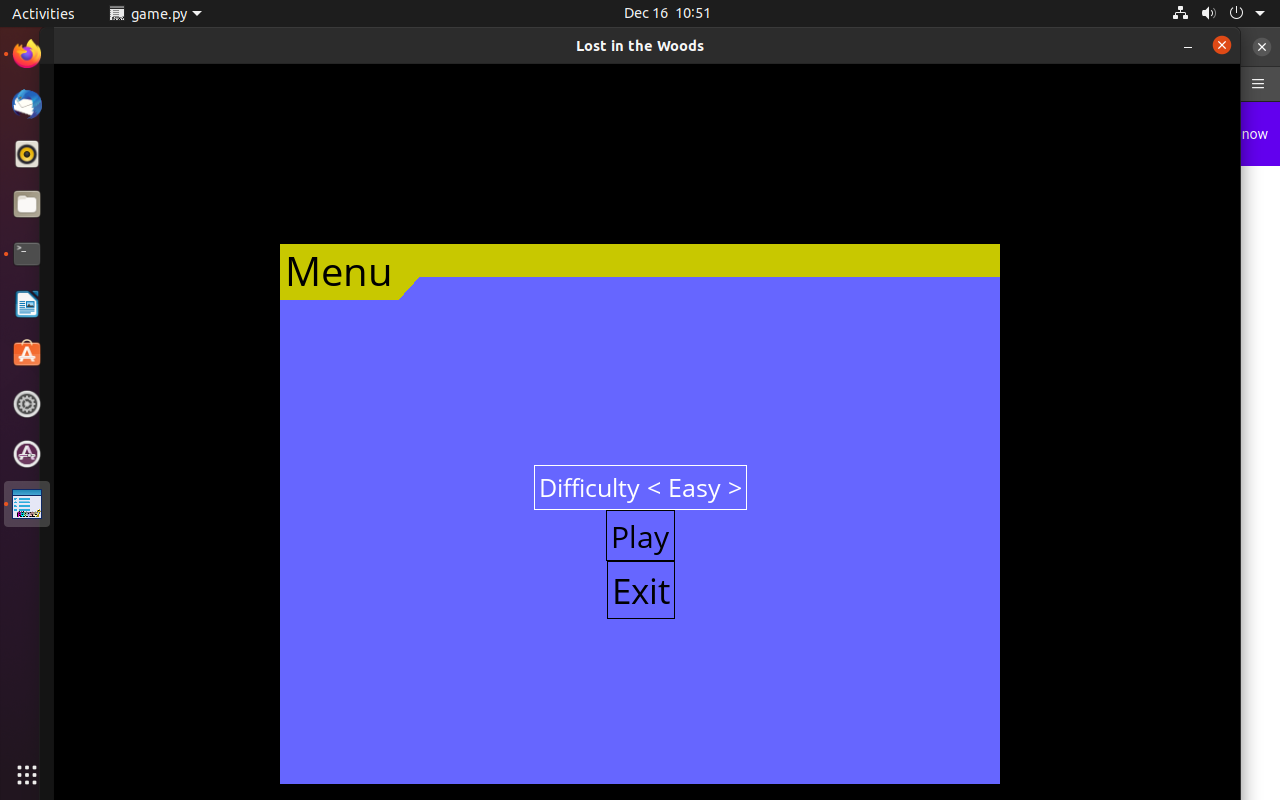 Activities
game.py
Dec 16 10:51
Lost in the Woods
now
Menu
Difficulty < Easy >
Play
Exit